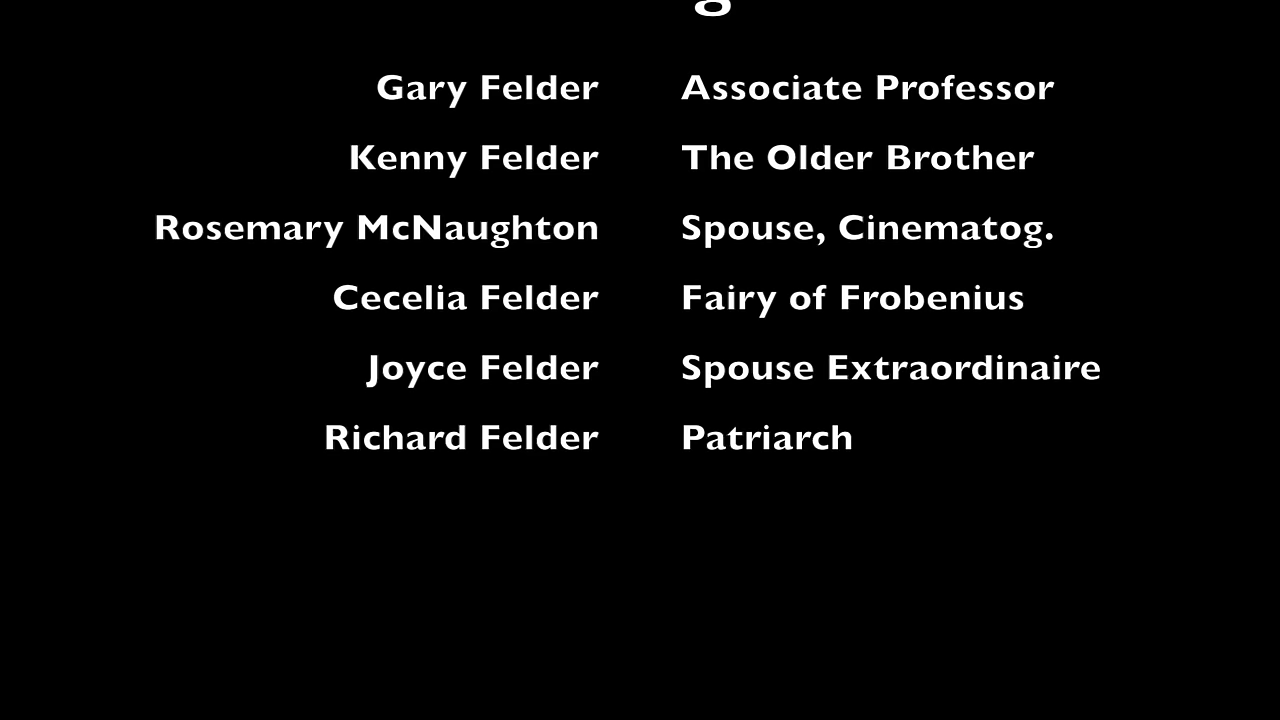 Gary Felder Associate Professor
Kenny Felder The Older Brother
Rosemary McNaughton Spouse, Cinematog.
Cecelia Felder Fairy of Frobenius
Joyce Felder Spouse Extraordinaire
Richard Felder Patriarch